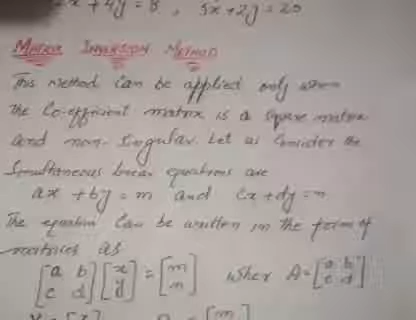 x + 4y = 8 , 5x + 2y = 20
MATRIX INVERSION METHOD
This method can be applied only when
the Co-efficient matrix is a square matrix
and non-singular. Let us Consider the
Simultaneous linear equations are
ax + by = m and cx + dy = n
The equation Can be written in the form of
matrices as
[a b
c d] [x
y] = [m
n] Wher A = [a b
c d]